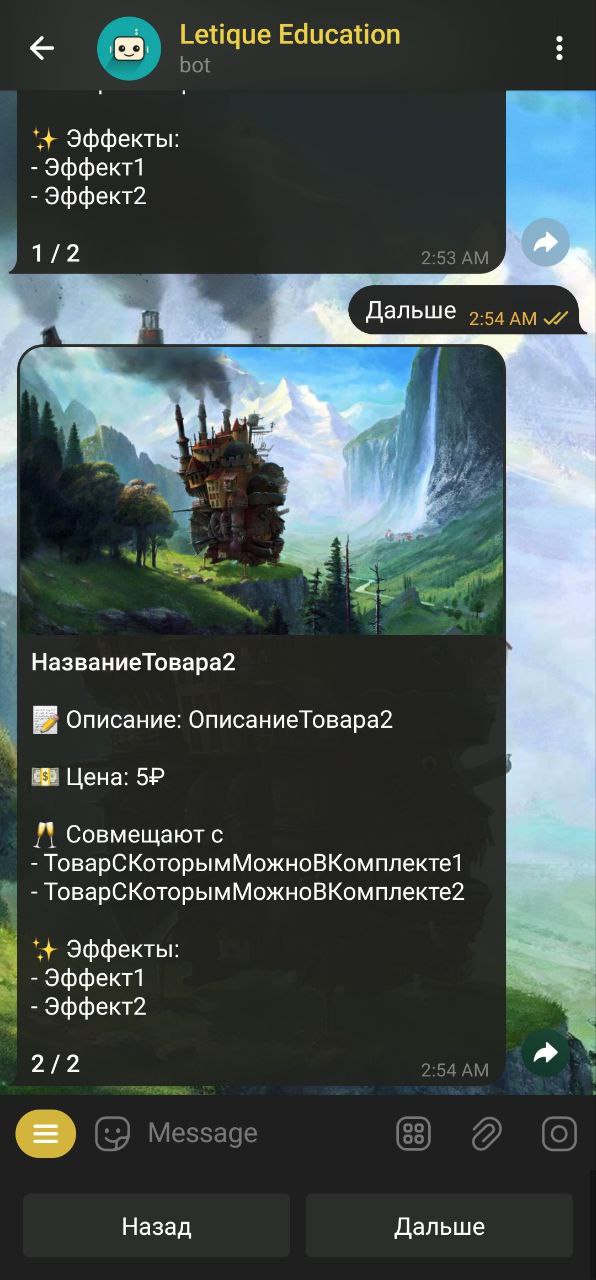 Letique Education
bot
✨ Эффекты:
- Эффект1
- Эффект2
1 / 2
2:53 AM
Дальше 2:54 AM
НазваниеТовара2
📝 Описание: ОписаниеТовара2
💵 Цена: 5₽
🥂 Совмещают с
- ТоварСКоторымМожноВКомплекте1
- ТоварСКоторымМожноВКомплекте2
✨ Эффекты:
- Эффект1
- Эффект2
2 / 2
2:54 AM
Message
Назад
Дальше